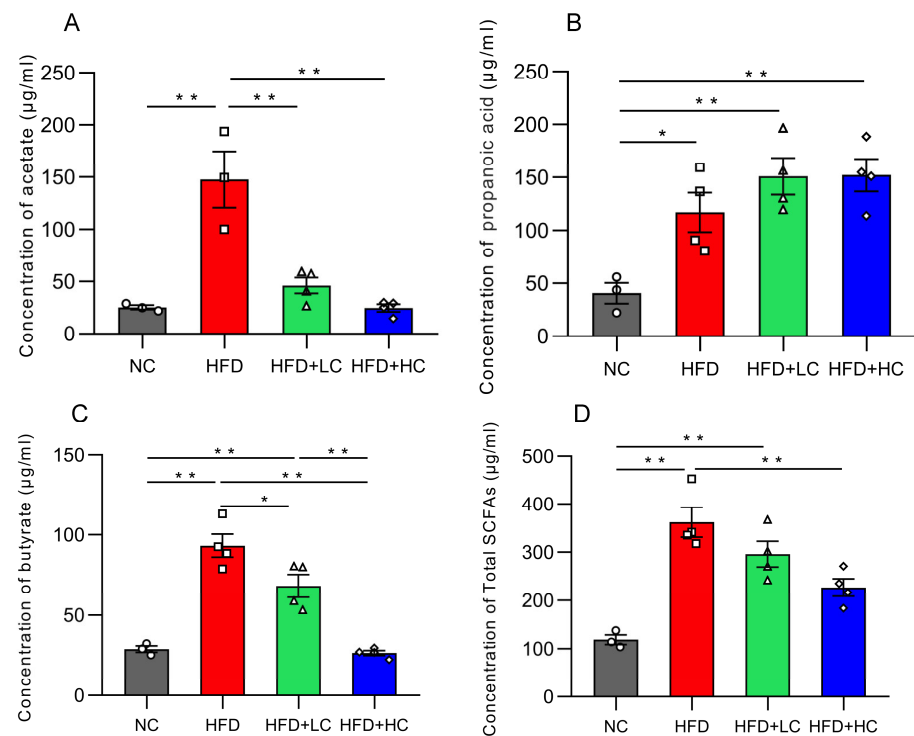 A
Concentration of acetate (µg/ml)
250
200
150
100
50
0
* *
* *
* *
NC HFD HFD+LC HFD+HC
B
Concentration of propanoic acid (µg/ml)
250
200
150
100
50
0
* *
* *
*
NC HFD HFD+LC HFD+HC
C
Concentration of butyrate (µg/ml)
150
100
50
0
* * * *
* * * *
*
NC HFD HFD+LC HFD+HC
D
Concentration of Total SCFAs (µg/ml)
500
400
300
200
100
0
* *
* * * *
NC HFD HFD+LC HFD+HC